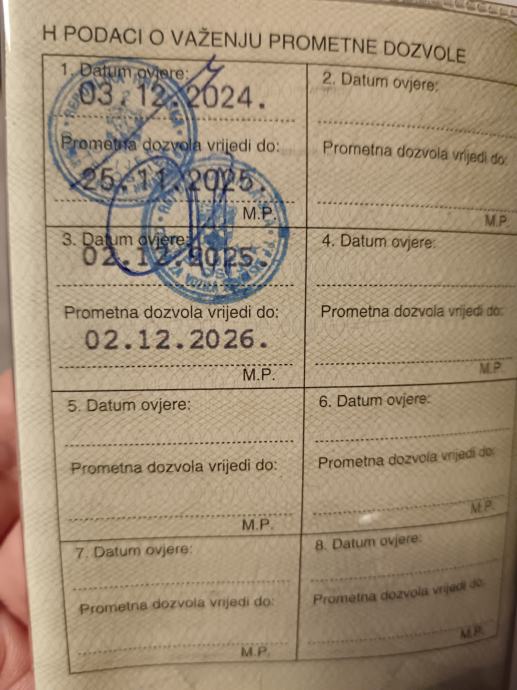 H PODACI O VAŽENJU PROMETNE DOZVOLE
1. Datum ovjere:
03.12.2024.
Prometna dozvola vrijedi do:
25.11.2025.
M.P.
2. Datum ovjere:
Prometna dozvola vrijedi do:
M.P.
3. Datum ovjere:
02.12.2025.
Prometna dozvola vrijedi do:
02.12.2026.
M.P.
4. Datum ovjere:
Prometna dozvola vrijedi do:
M.P.
5. Datum ovjere:
Prometna dozvola vrijedi do:
M.P.
6. Datum ovjere:
Prometna dozvola vrijedi do:
M.P.
7. Datum ovjere:
Prometna dozvola vrijedi do:
M.P.
8. Datum ovjere:
Prometna dozvola vrijedi do:
M.P.